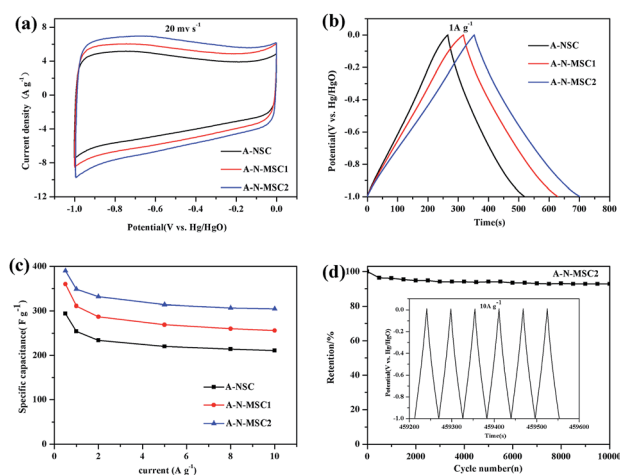 (a)
20 mv s-1
12
8
4
0
-4
-8
-12
Current density (A g-1)
A-NSC
A-N-MSC1
A-N-MSC2
-1.0
-0.8
-0.6
-0.4
-0.2
0.0
Potential(V vs. Hg/HgO)
(b)
1A g-1
A-NSC
A-N-MSC1
A-N-MSC2
0.0
-0.2
-0.4
-0.6
-0.8
-1.0
Potential(V vs. Hg/HgO)
0 100 200 300 400 500 600 700 800
Time(s)
(c)
400
350
300
250
200
150
100
50
0
Specific capacitance( F g-1)
A-NSC
A-N-MSC1
A-N-MSC2
0 2 4 6 8 10
current (A g-1)
(d)
A-N-MSC2
100
80
60
40
20
0
Retention/%
10A g-1
0.0
-0.2
-0.4
-0.6
-0.8
-1.0
Potential(V vs. Hg/HgO)
459200 459300 459400 459500 459600
Time(s)
0 2000 4000 6000 8000 10000
Cycle number(n)